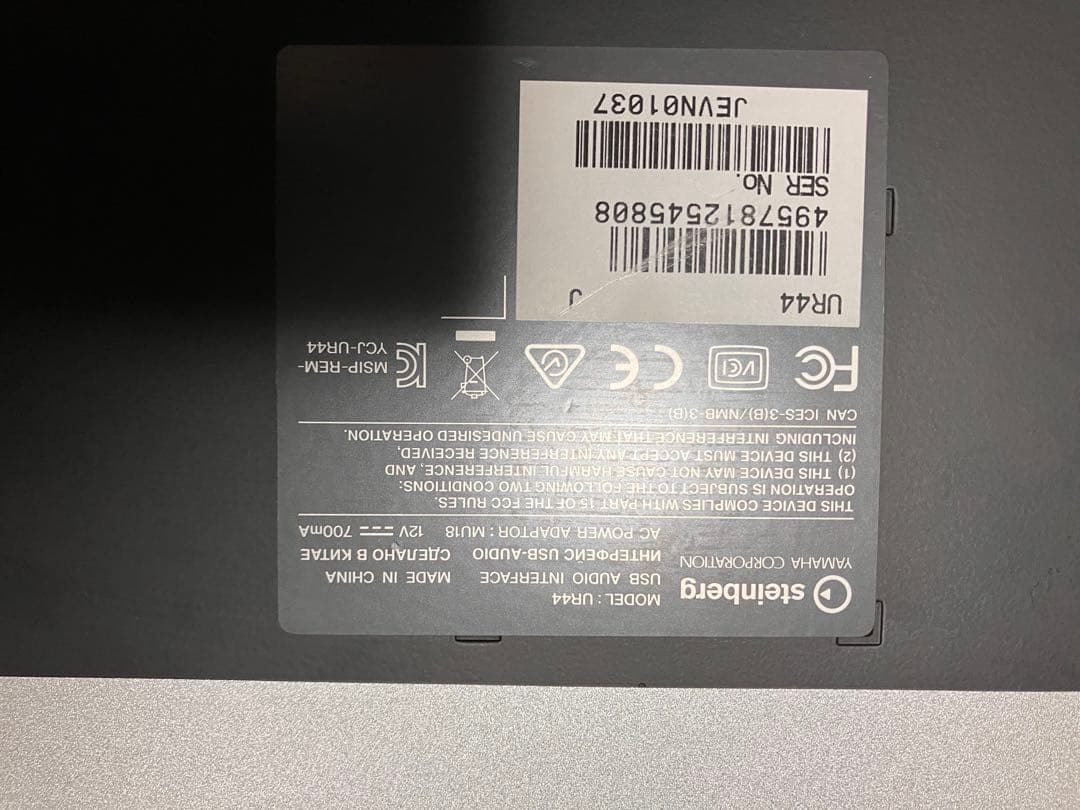 steinberg
YAMAHA CORPORATION
MODEL : UR44
USB AUDIO INTERFACE MADE IN CHINA
ИНТЕРФЕЙС USB-AUDIO СДЕЛАНО В КИТАЕ
AC POWER ADAPTOR : MU18 12V 700mA
THIS DEVICE COMPLIES WITH PART 15 OF THE FCC RULES.
OPERATION IS SUBJECT TO THE FOLLOWING TWO CONDITIONS:
(1) THIS DEVICE MAY NOT CAUSE HARMFUL INTERFERENCE, AND
(2) THIS DEVICE MUST ACCEPT ANY INTERFERENCE RECEIVED,
INCLUDING INTERFERENCE THAT MAY CAUSE UNDESIRED OPERATION.
CAN ICES-3(B)/NMB-3(B)
FC VCI CE
MSIP-REM-
YCJ-UR44
UR44 J
4957812545808
SER No.
JEVN01037